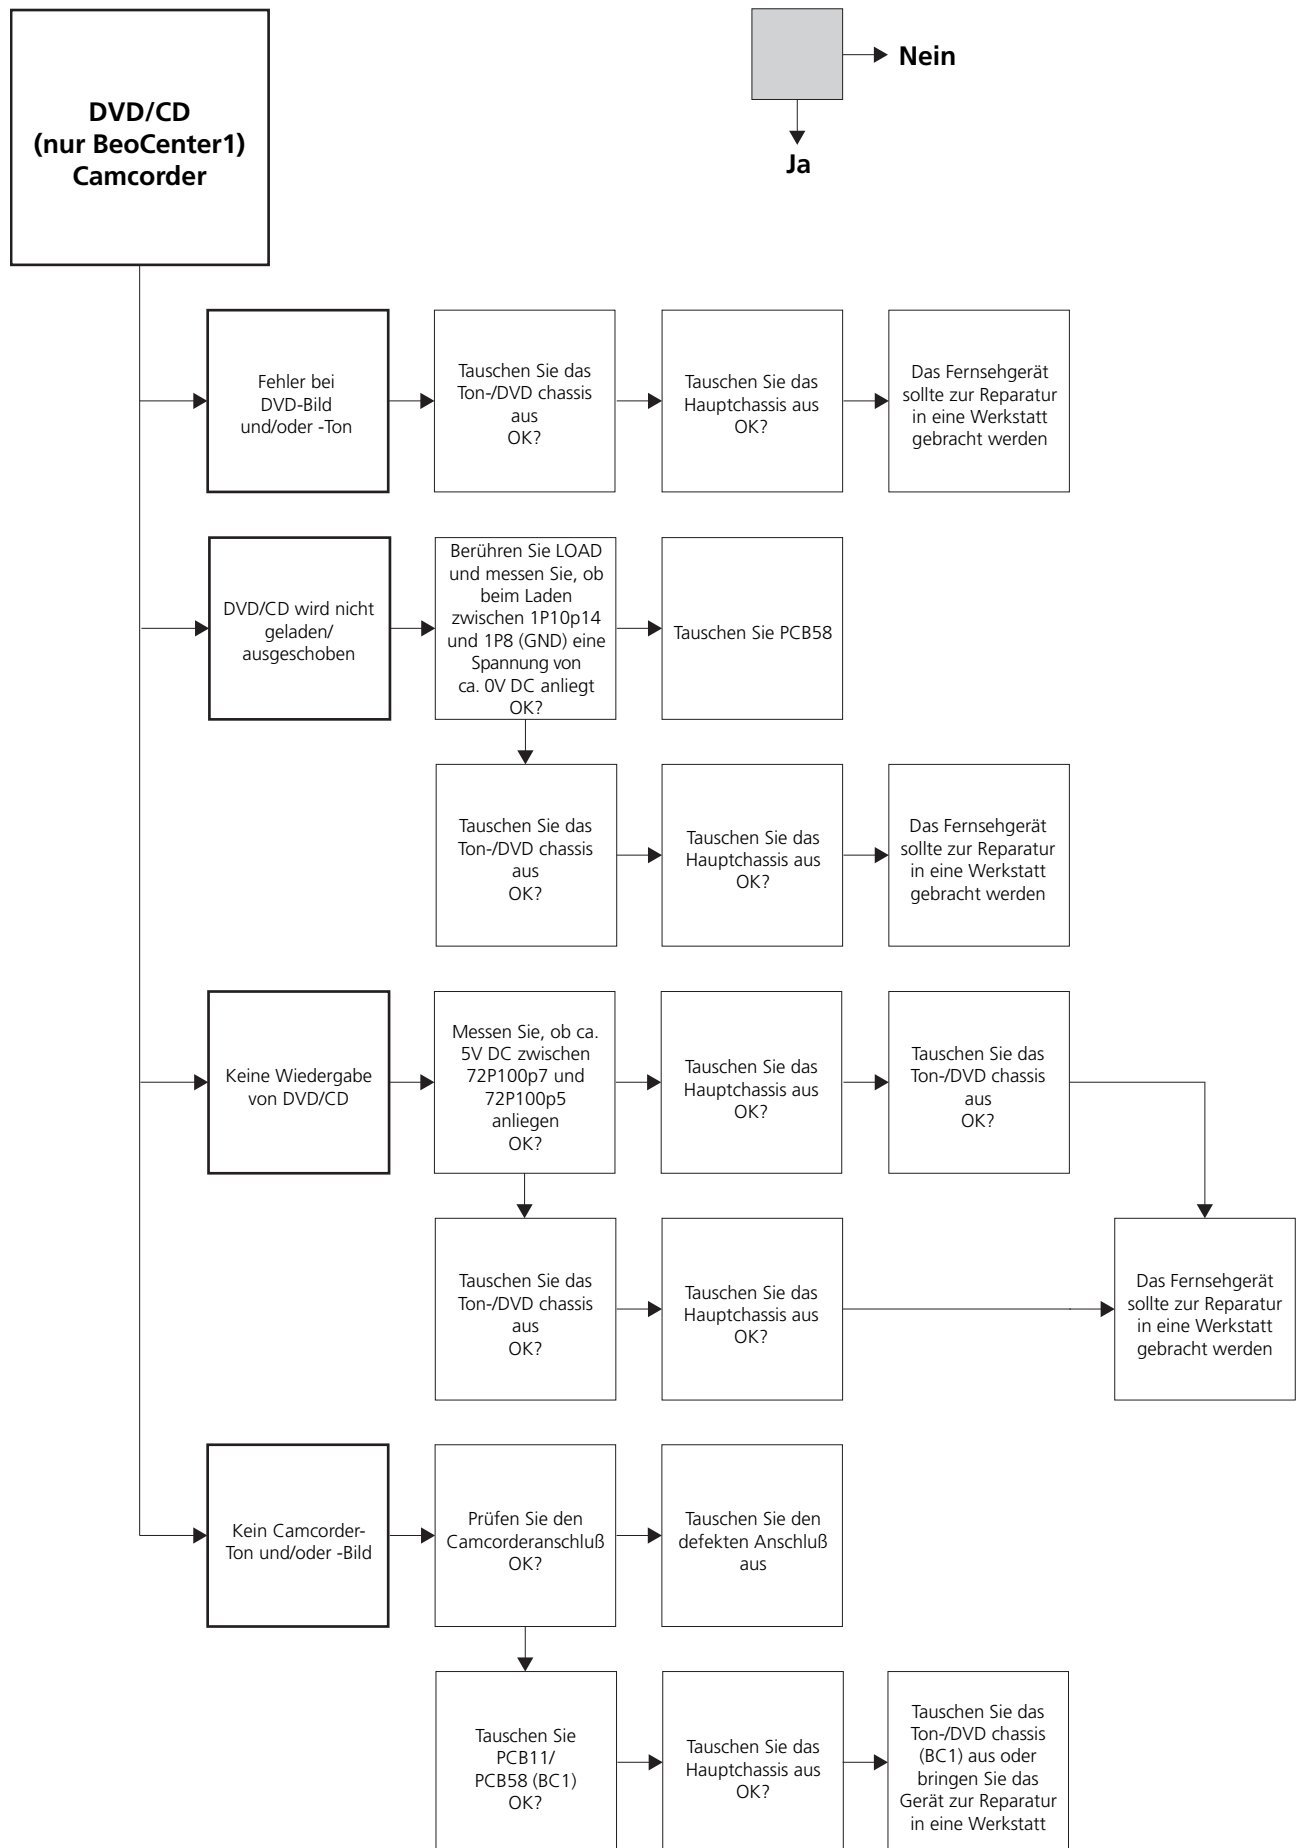 DVD/CD
(nur BeoCenter1)
Camcorder
Nein
Ja
Fehler bei
DVD-Bild
und/oder -Ton
Tauschen Sie das
Ton-/DVD chassis
aus
OK?
Tauschen Sie das
Hauptchassis aus
OK?
Das Fernsehgerät
sollte zur Reparatur
in eine Werkstatt
gebracht werden
DVD/CD wird nicht
geladen/
ausgeschoben
Berühren Sie LOAD
und messen Sie, ob
beim Laden
zwischen 1P10p14
und 1P8 (GND) eine
Spannung von
ca. 0V DC anliegt
OK?
Tauschen Sie PCB58
Tauschen Sie das
Ton-/DVD chassis
aus
OK?
Tauschen Sie das
Hauptchassis aus
OK?
Das Fernsehgerät
sollte zur Reparatur
in eine Werkstatt
gebracht werden
Keine Wiedergabe
von DVD/CD
Messen Sie, ob ca.
5V DC zwischen
72P100p7 und
72P100p5
anliegen
OK?
Tauschen Sie das
Hauptchassis aus
OK?
Tauschen Sie das
Ton-/DVD chassis
aus
OK?
Tauschen Sie das
Ton-/DVD chassis
aus
OK?
Tauschen Sie das
Hauptchassis aus
OK?
Das Fernsehgerät
sollte zur Reparatur
in eine Werkstatt
gebracht werden
Kein Camcorder-
Ton und/oder -Bild
Prüfen Sie den
Camcorderanschluß
OK?
Tauschen Sie den
defekten Anschluß
aus
Tauschen Sie
PCB11/
PCB58 (BC1)
OK?
Tauschen Sie das
Hauptchassis aus
OK?
Tauschen Sie das
Ton-/DVD chassis
(BC1) aus oder
bringen Sie das
Gerät zur Reparatur
in eine Werkstatt